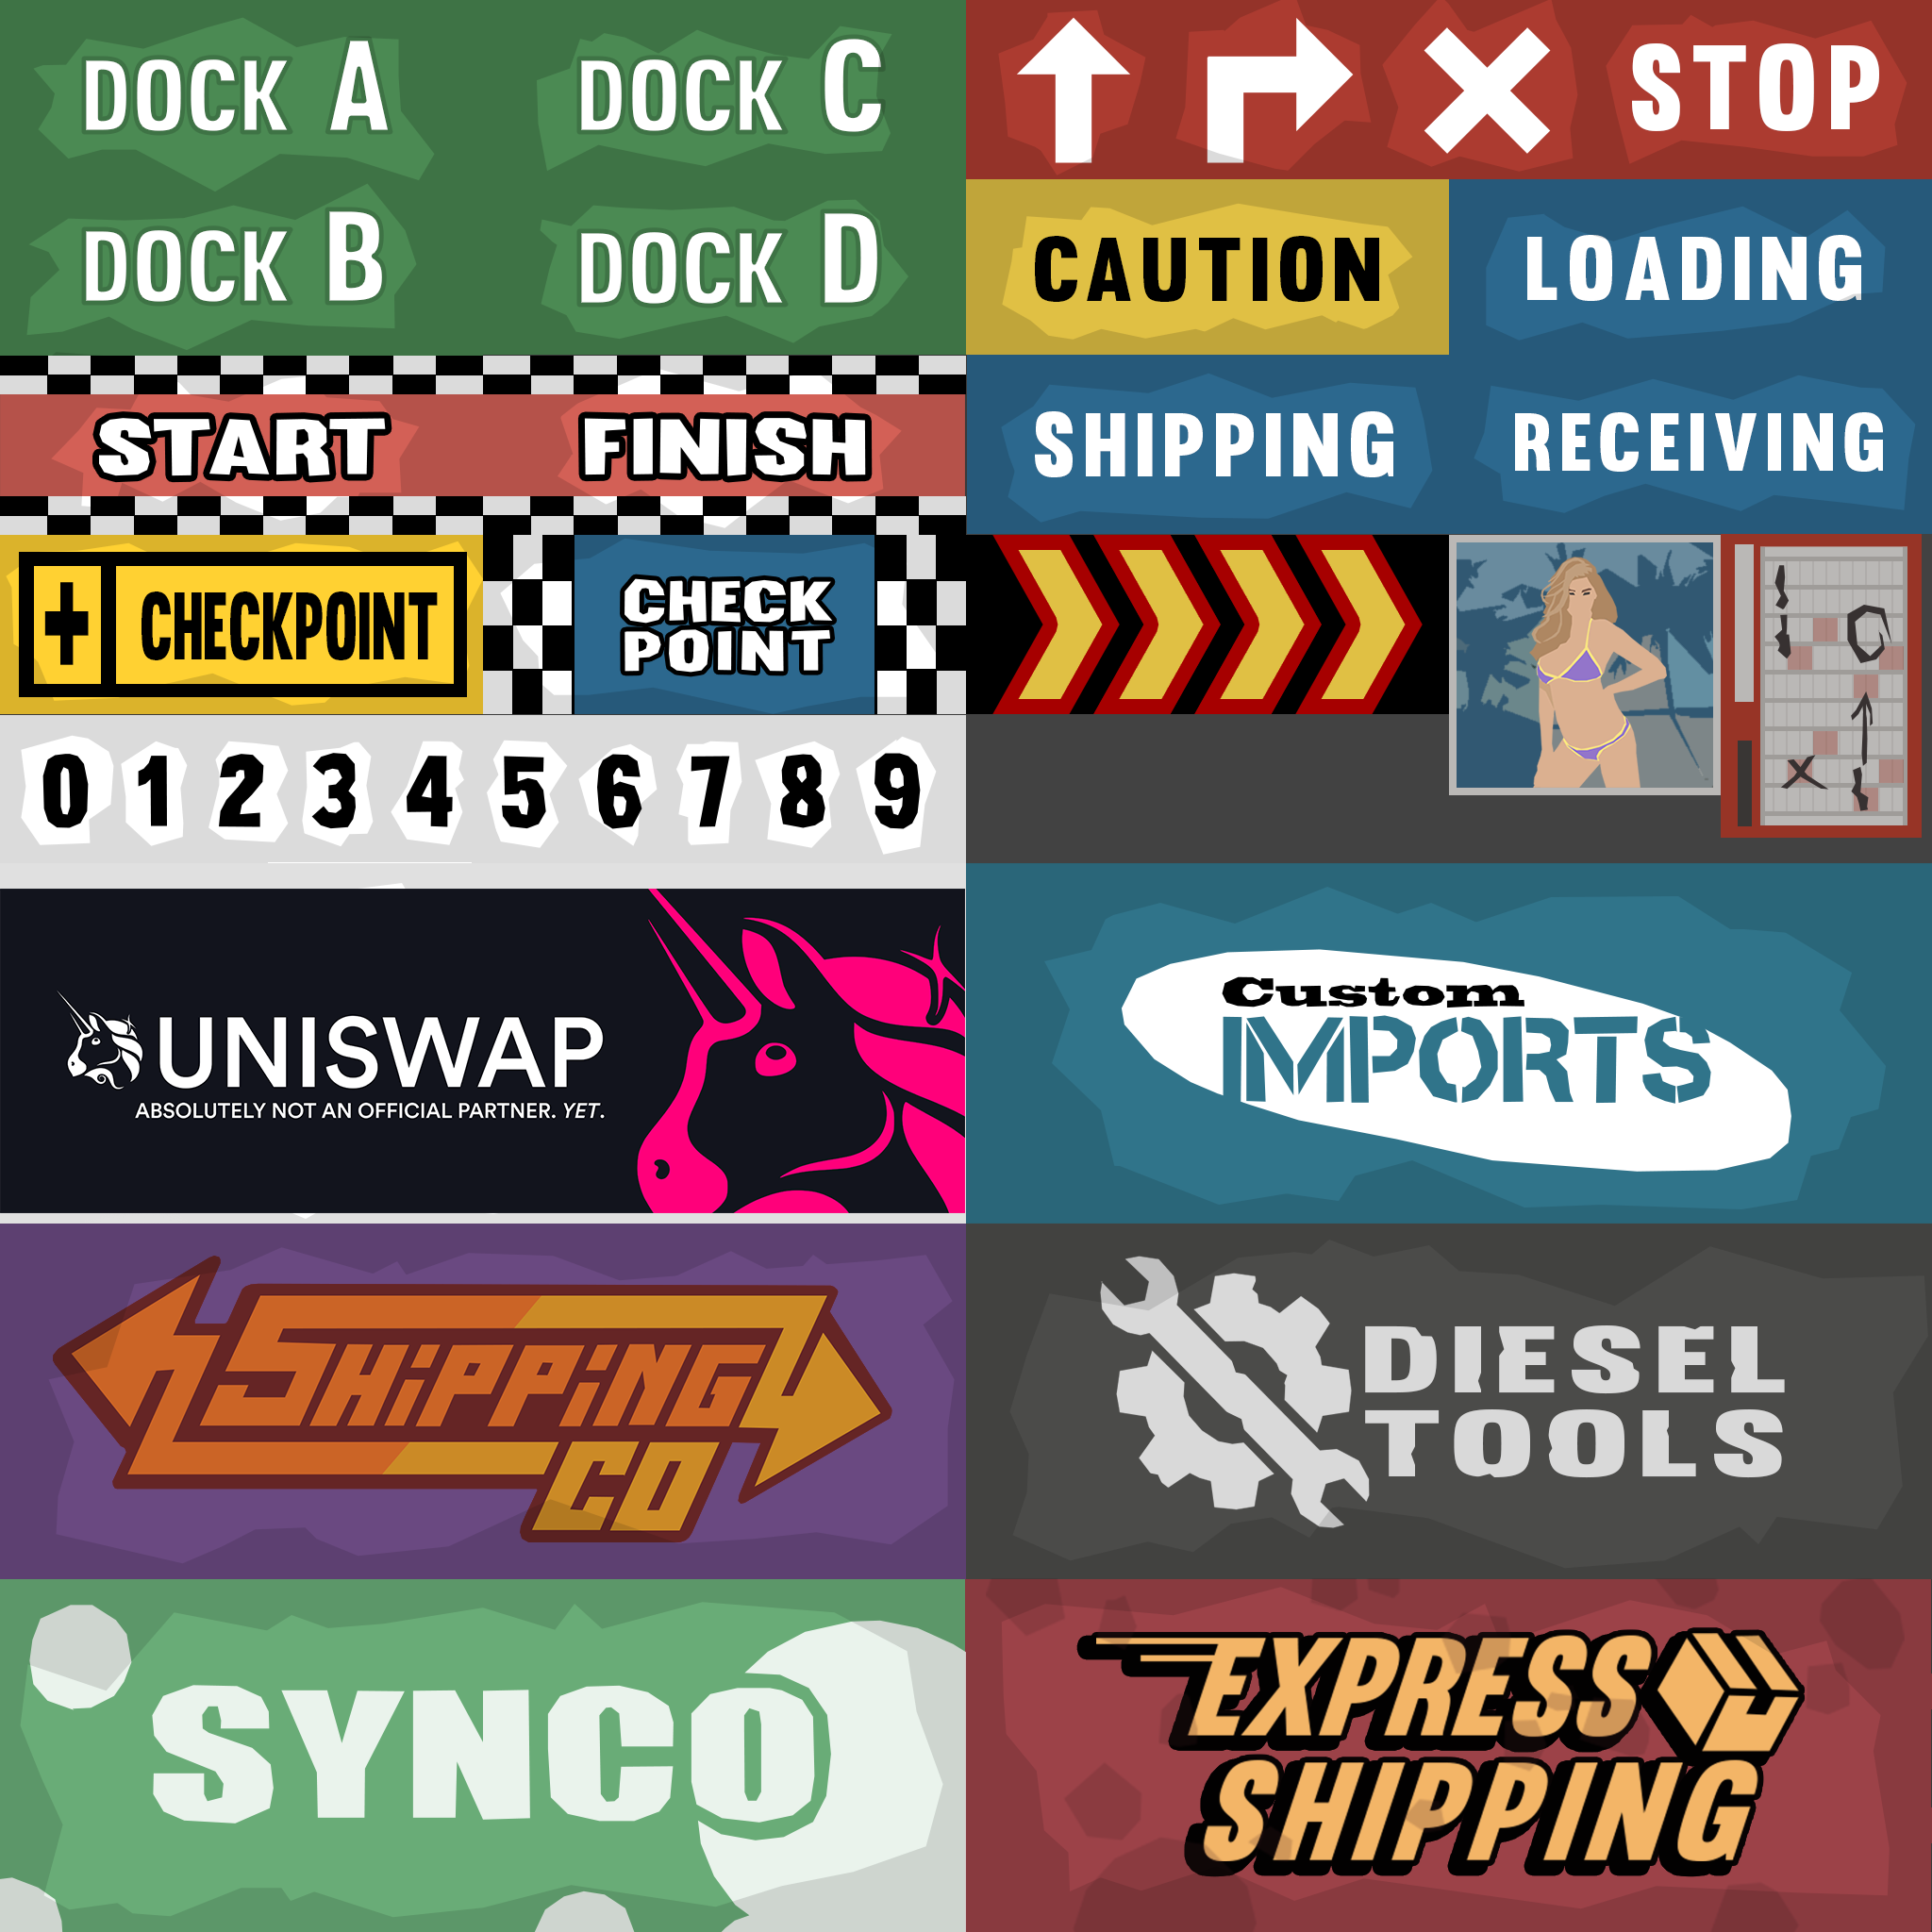 DOCK A
DOCK C
STOP
DOCK B
DOCK D
CAUTION
LOADING
START
FINISH
SHIPPING
RECEIVING
+ CHECKPOINT
CHECK
POINT
0 1 2 3 4 5 6 7 8 9
UNISWAP
ABSOLUTELY NOT AN OFFICIAL PARTNER. YET.
Custom
IMPORTS
SHiPPiNG
CO
DIESEL
TOOLS
SYNCO
EXPRESS
SHIPPING